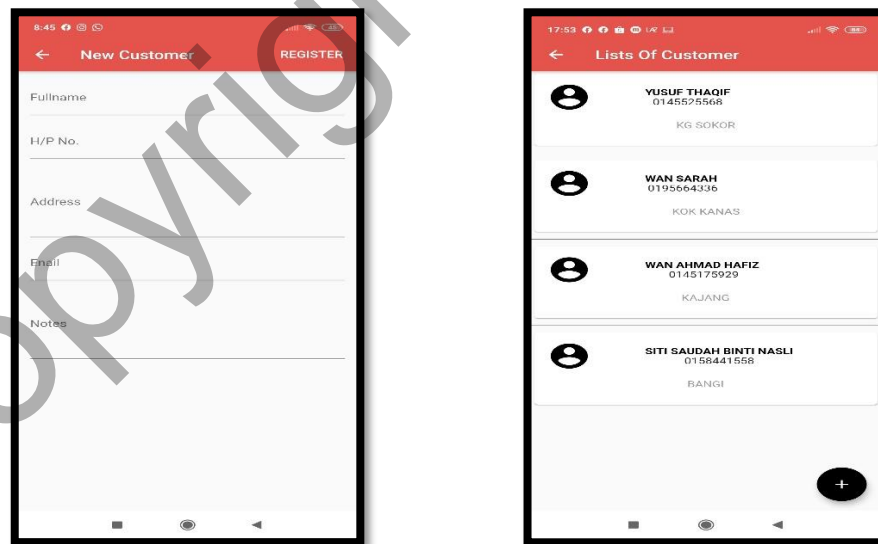 8:45
New Customer REGISTER
Fullname
H/P No.
Address
Email
Notes
17:53
Lists Of Customer
YUSUF THAQIF
0145525568
KG SOKOR
WAN SARAH
0195664336
KOK KANAS
WAN AHMAD HAFIZ
0145175929
KAJANG
SITI SAUDAH BINTI NASLI
0158441558
BANGI
+